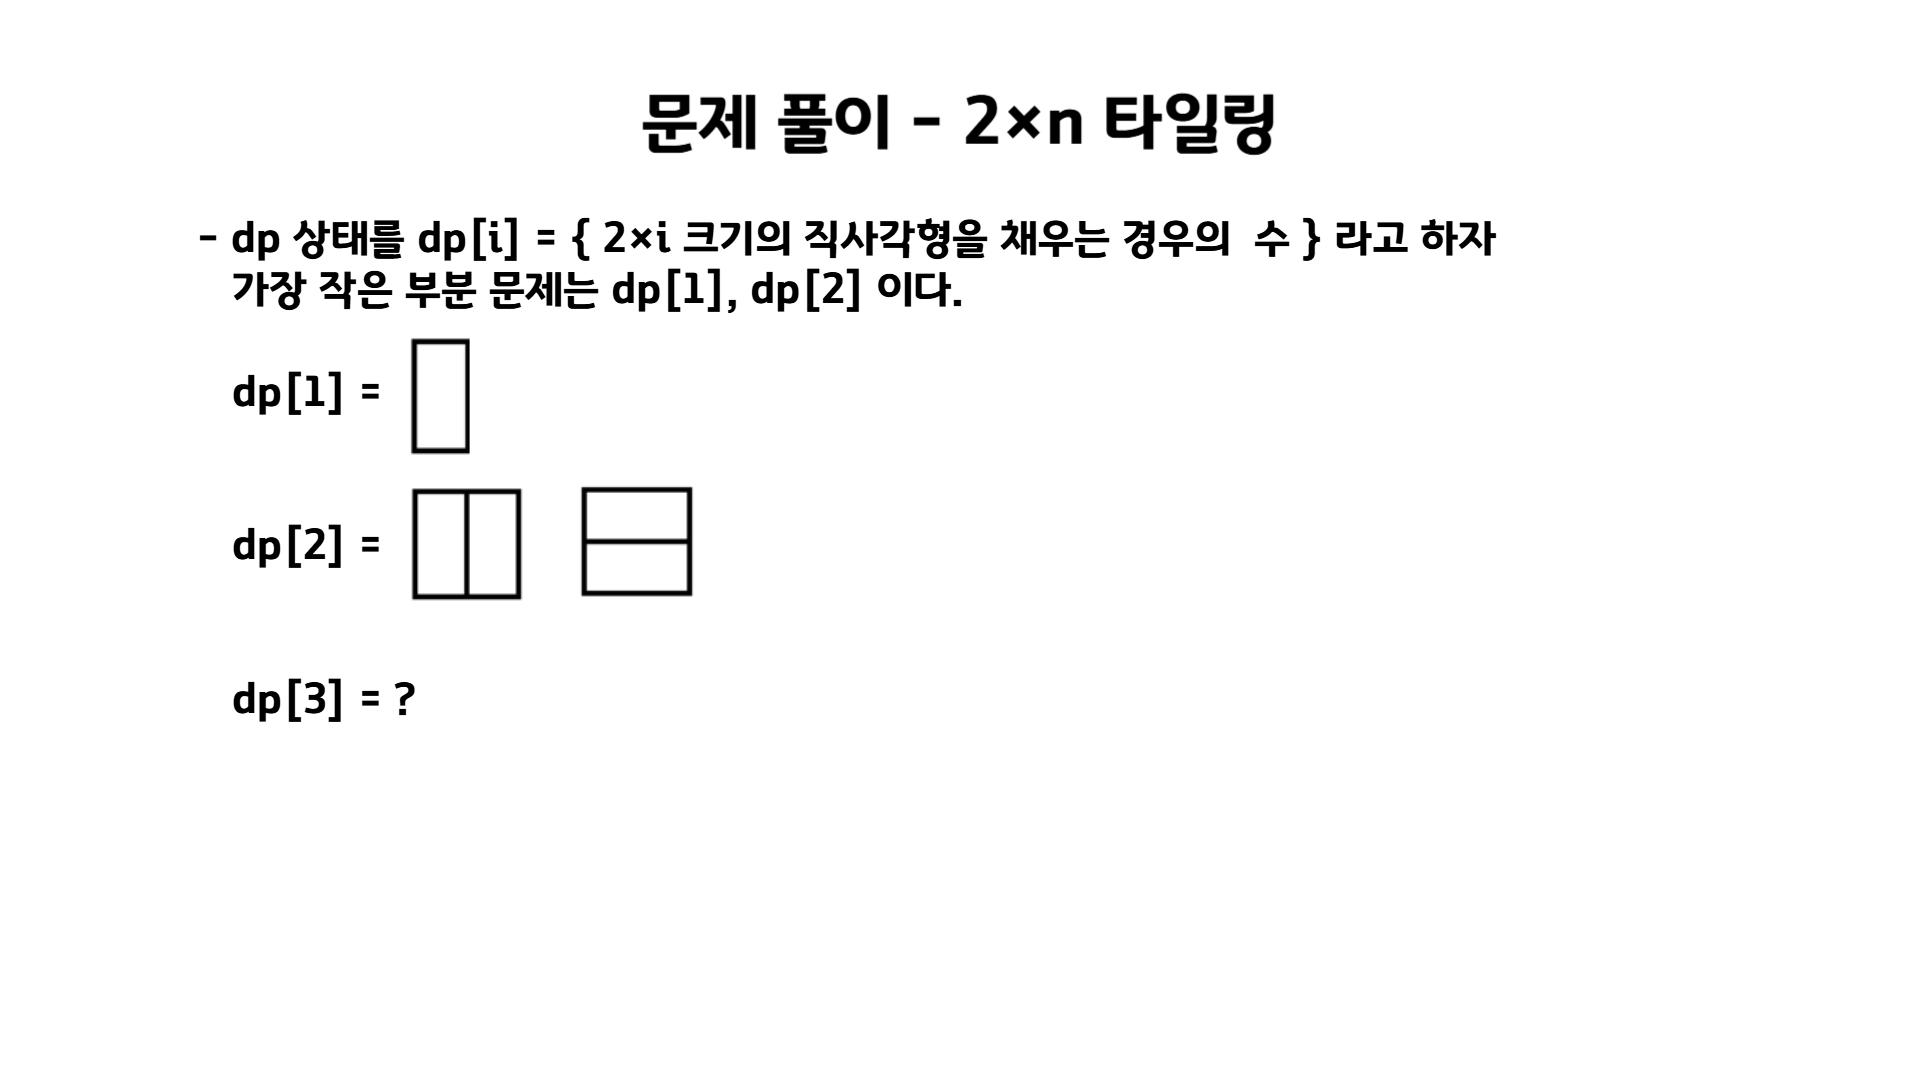 문제 풀이 - 2×n 타일링
- dp 상태를 dp[i] = { 2×i 크기의 직사각형을 채우는 경우의 수 } 라고 하자
가장 작은 부분 문제는 dp[1], dp[2] 이다.
dp[1] =
dp[2] =
dp[3] = ?